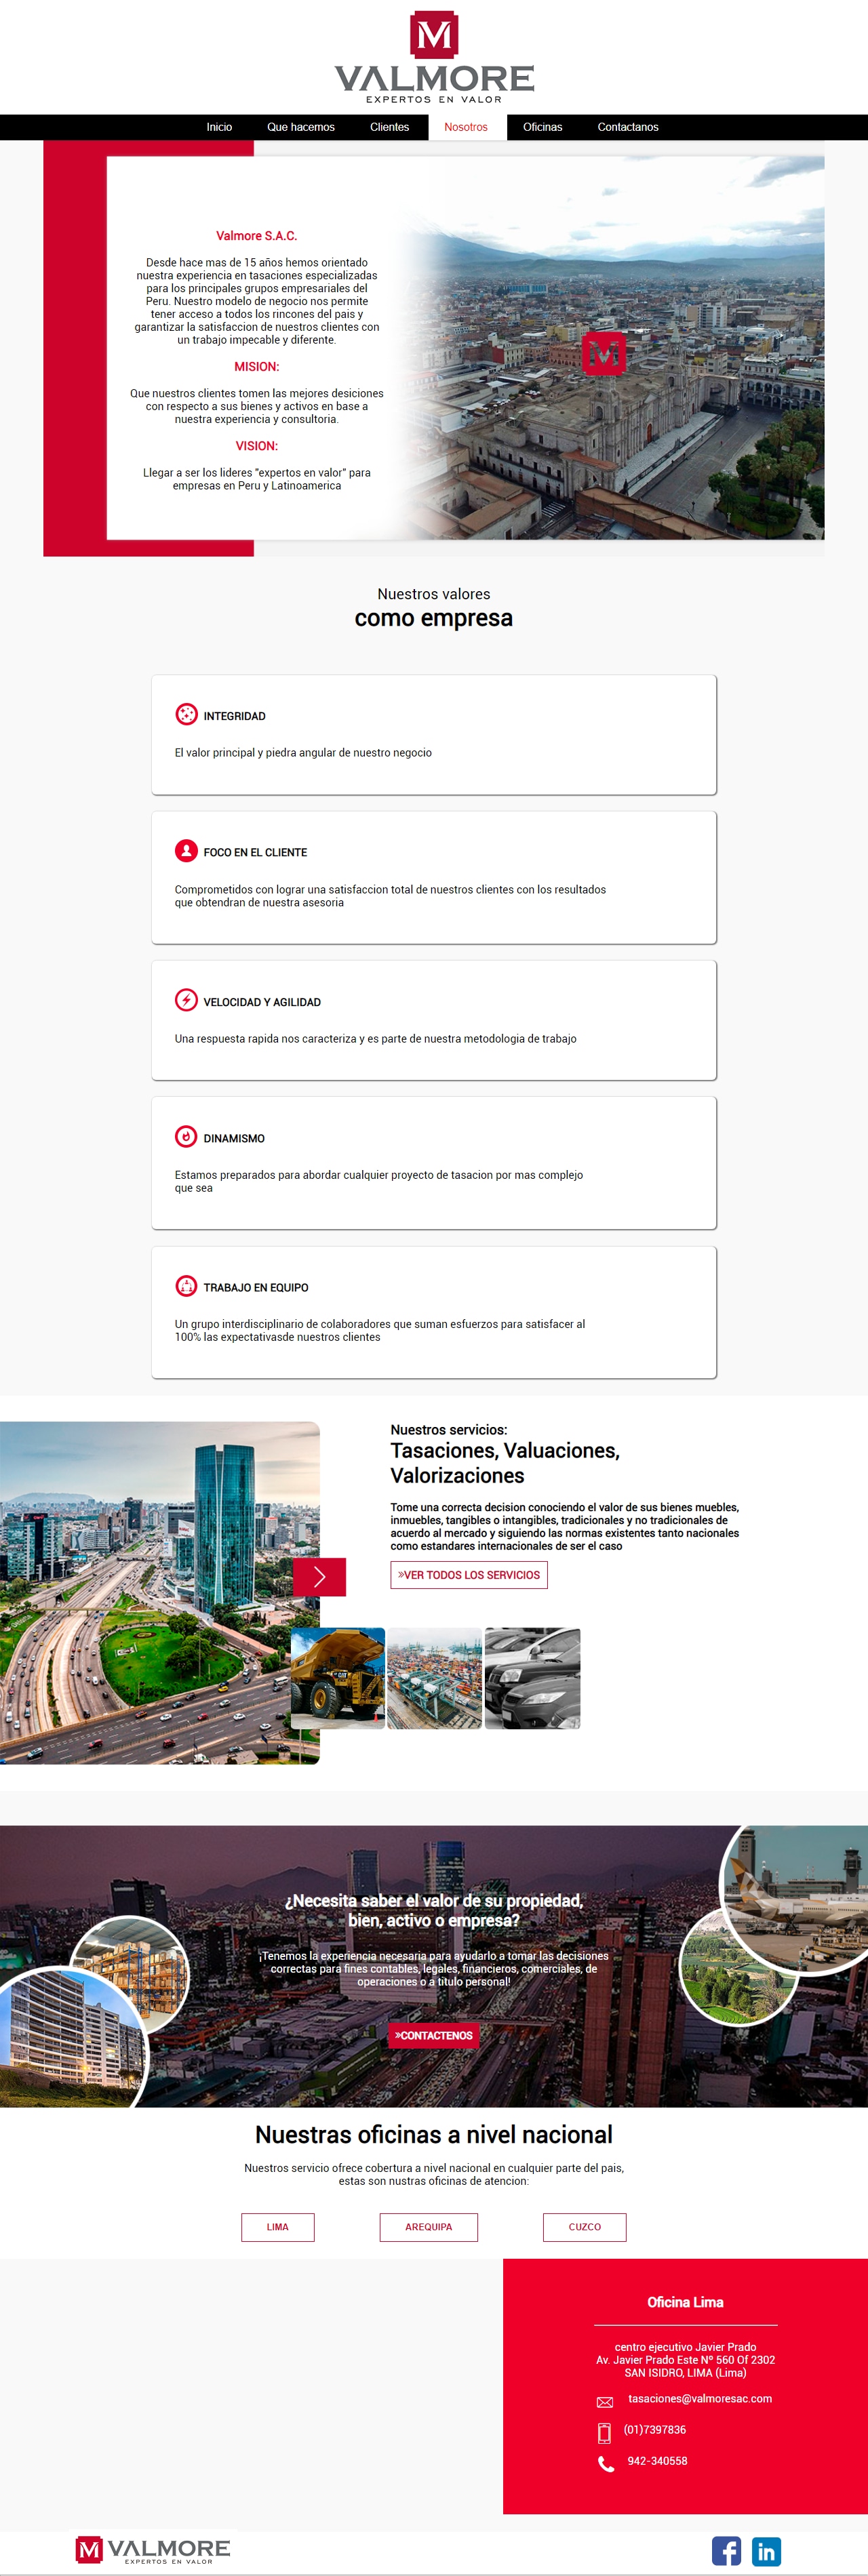 M
VALMORE
EXPERTOS EN VALOR
Inicio Que hacemos Clientes Nosotros Oficinas Contactanos
Valmore S.A.C.
Desde hace mas de 15 años hemos orientado
nuestra experiencia en tasaciones especializadas
para los principales grupos empresariales del
Peru. Nuestro modelo de negocio nos permite
tener acceso a todos los rincones del pais y
garantizar la satisfaccion de nuestros clientes con
un trabajo impecable y diferente.
MISION:
Que nuestros clientes tomen las mejores desiciones
con respecto a sus bienes y activos en base a
nuestra experiencia y consultoria.
VISION:
Llegar a ser los lideres "expertos en valor" para
empresas en Peru y Latinoamerica
M
Nuestros valores
como empresa
INTEGRIDAD
El valor principal y piedra angular de nuestro negocio
FOCO EN EL CLIENTE
Comprometidos con lograr una satisfaccion total de nuestros clientes con los resultados
que obtendran de nuestra asesoria
VELOCIDAD Y AGILIDAD
Una respuesta rapida nos caracteriza y es parte de nuestra metodologia de trabajo
DINAMISMO
Estamos preparados para abordar cualquier proyecto de tasacion por mas complejo
que sea
TRABAJO EN EQUIPO
Un grupo interdisciplinario de colaboradores que suman esfuerzos para satisfacer al
100% las expectativasde nuestros clientes
Nuestros servicios:
Tasaciones, Valuaciones,
Valorizaciones
Tome una correcta decision conociendo el valor de sus bienes muebles,
inmuebles, tangibles o intangibles, tradicionales y no tradicionales de
acuerdo al mercado y siguiendo las normas existentes tanto nacionales
como estandares internacionales de ser el caso
»VER TODOS LOS SERVICIOS
CAT
¿Necesita saber el valor de su propiedad,
bien, activo o empresa?
¡Tenemos la experiencia necesaria para ayudarlo a tomar las decisiones
correctas para fines contables, legales, financieros, comerciales, de
operaciones o a titulo personal!
»CONTACTENOS
Nuestras oficinas a nivel nacional
Nuestros servicio ofrece cobertura a nivel nacional en cualquier parte del pais,
estas son nustras oficinas de atencion:
LIMA AREQUIPA CUZCO
Oficina Lima
centro ejecutivo Javier Prado
Av. Javier Prado Este Nº 560 Of 2302
SAN ISIDRO, LIMA (Lima)
tasaciones@valmoresac.com
(01)7397836
942-340558
M VALMORE
EXPERTOS EN VALOR
f in